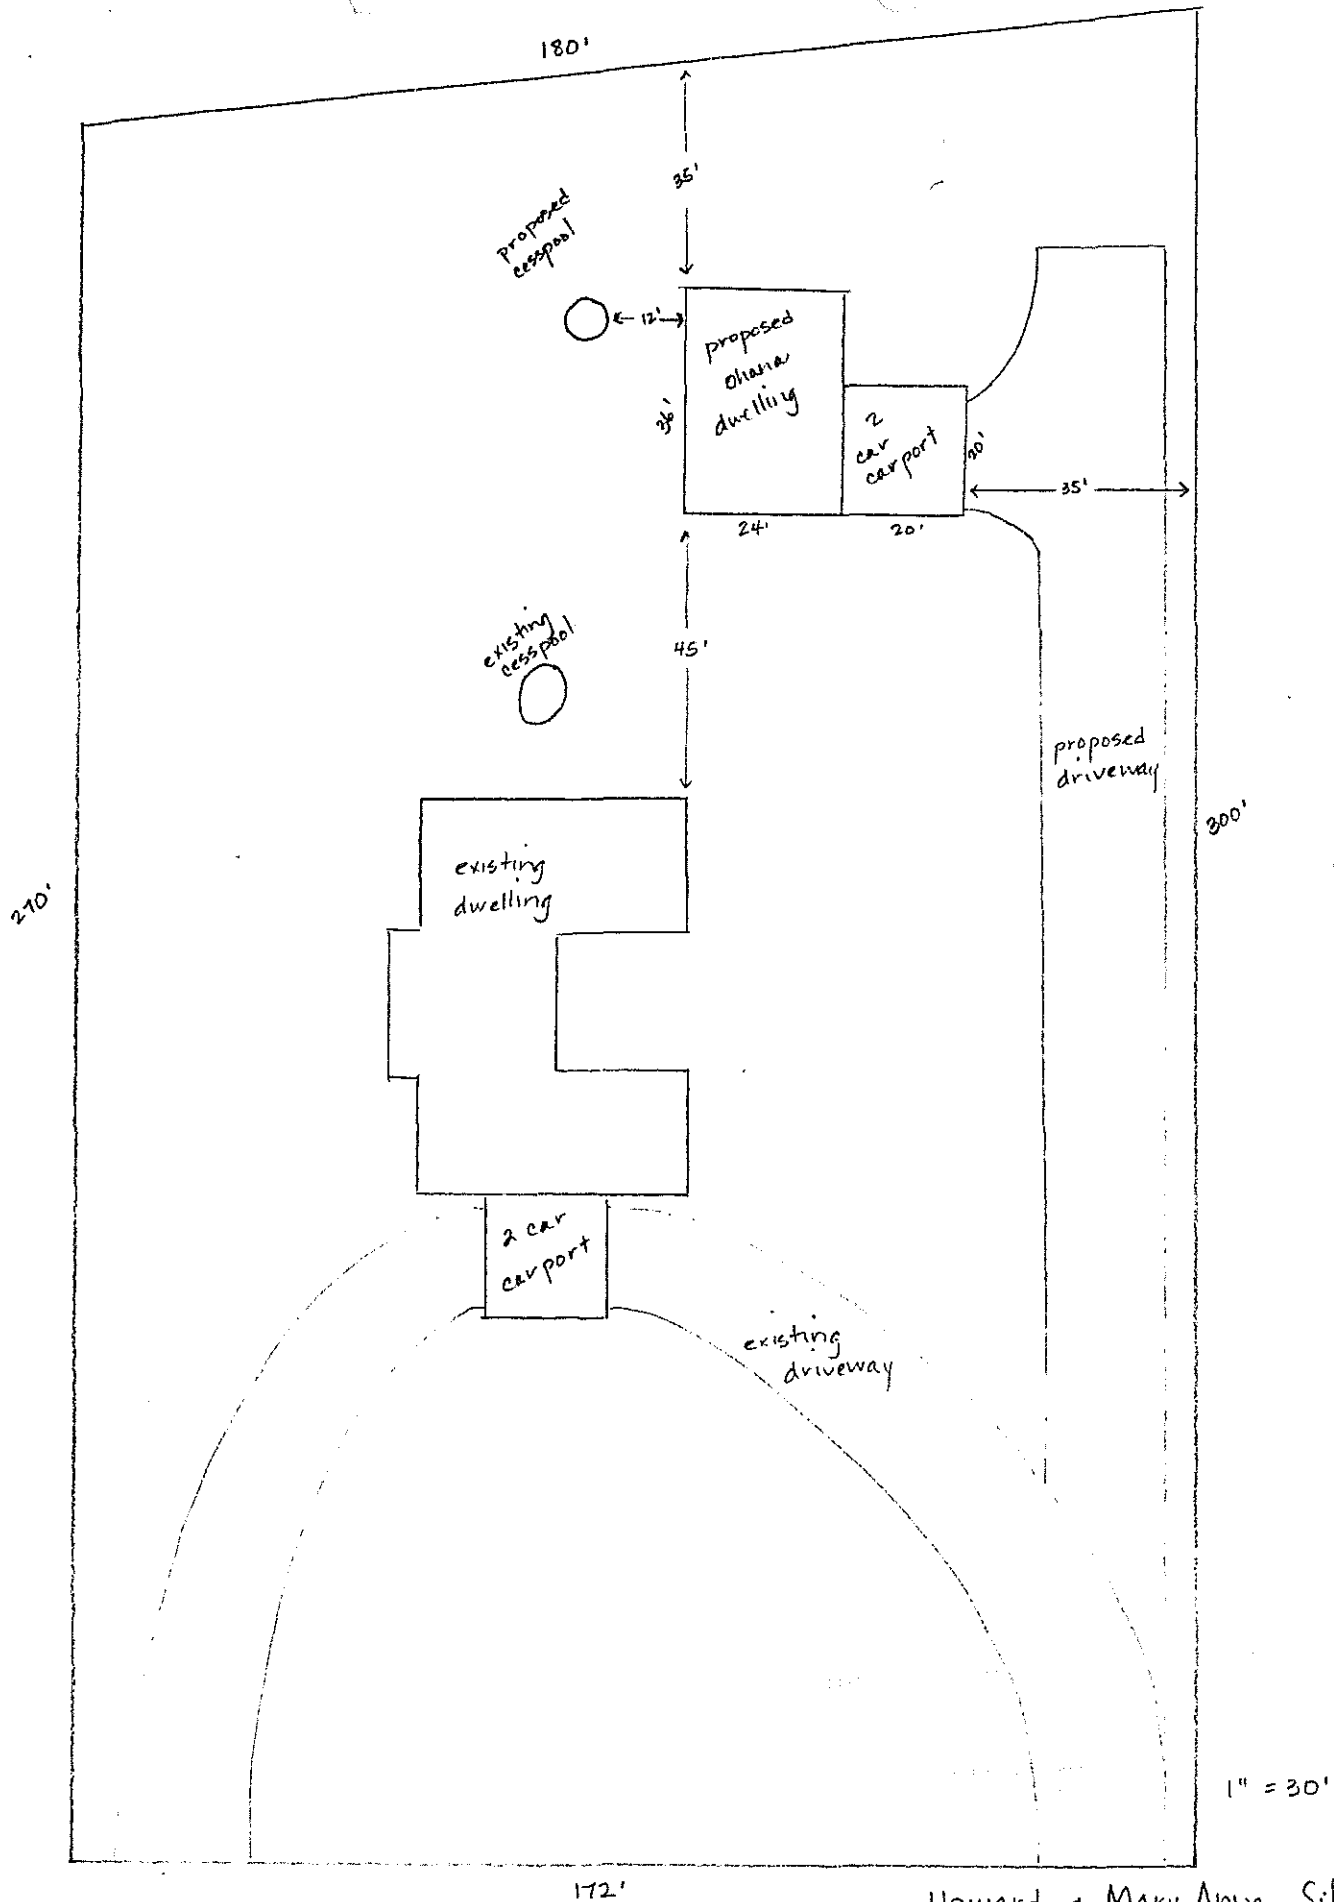 180'
35'
proposed
cesspool
12'
proposed
ohana
dwelling
36'
2
car
carport
20'
35'
24'
20'
existing
cesspool
45'
proposed
driveway
300'
existing
dwelling
270'
2 car
carport
existing
driveway
1" = 30'
172'
Howard & Mary Anne